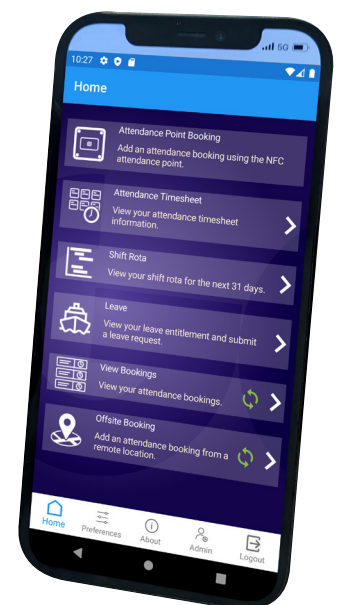 5G
10:27
Home
Attendance Point Booking
Add an attendance booking using the NFC
attendance point.
Attendance Timesheet
View your attendance timesheet
information.
Shift Rota
View your shift rota for the next 31 days.
Leave
View your leave entitlement and submit
a leave request.
View Bookings
View your attendance bookings.
Offsite Booking
Add an attendance booking from a
remote location.
Home
Preferences
About
Admin
Logout